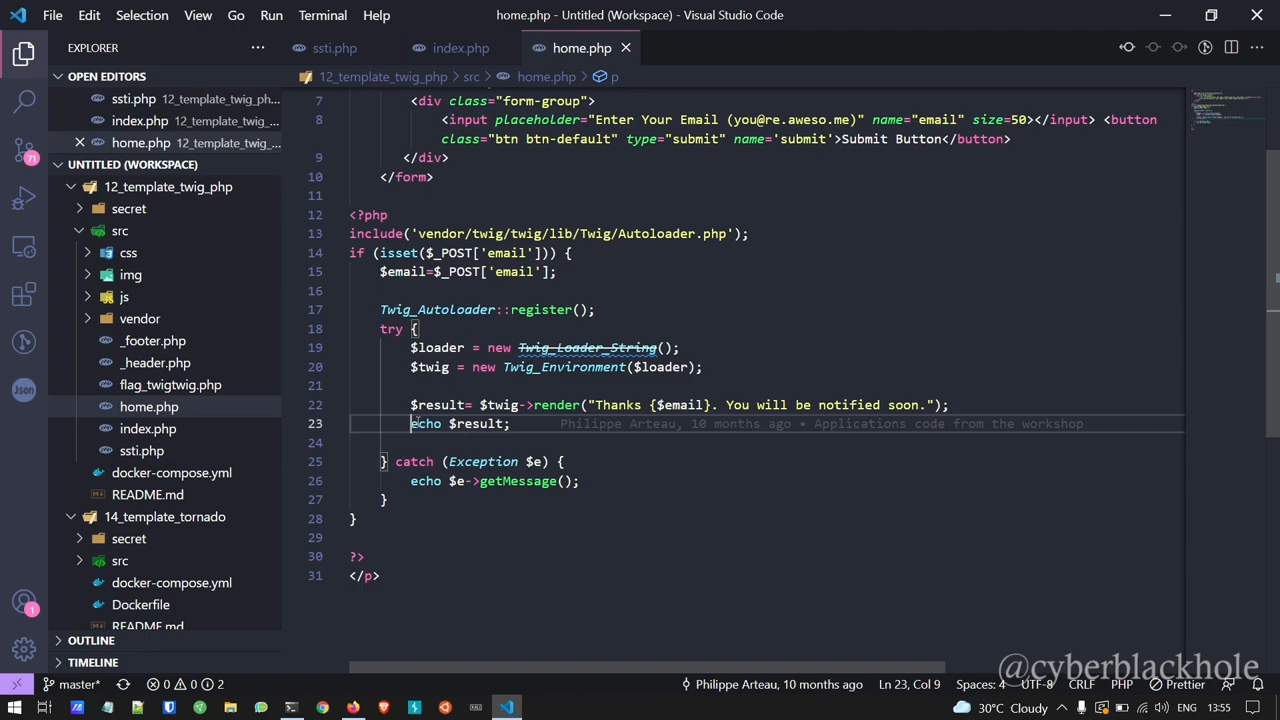 File Edit Selection View Go Run Terminal Help home.php - Untitled (Workspace) - Visual Studio Code
EXPLORER
ssti.php index.php home.php
OPEN EDITORS
ssti.php 12_template_twig_ph...
index.php 12_template_twig_...
home.php 12_template_twig_...
UNTITLED (WORKSPACE)
12_template_twig_php
secret
src
css
img
js
vendor
_footer.php
_header.php
flag_twigtwig.php
home.php
index.php
ssti.php
docker-compose.yml
README.md
14_template_tornado
secret
src
docker-compose.yml
Dockerfile
README.md
OUTLINE
TIMELINE
71
Json
1
12_template_twig_php > src > home.php > p
7 <div class="form-group">
8 <input placeholder="Enter Your Email (you@re.aweso.me)" name="email" size=50></input> <button
class="btn btn-default" type="submit" name='submit'>Submit Button</button>
9 </div>
10 </form>
11
12 <?php
13 include('vendor/twig/twig/lib/Twig/Autoloader.php');
14 if (isset($_POST['email'])) {
15 $email=$_POST['email'];
16
17 Twig_Autoloader::register();
18 try {
19 $loader = new Twig_Loader_String();
20 $twig = new Twig_Environment($loader);
21
22 $result= $twig->render("Thanks {$email}. You will be notified soon.");
23 echo $result; Philippe Arteau, 10 months ago • Applications code from the workshop
24
25 } catch (Exception $e) {
26 echo $e->getMessage();
27 }
28 }
29
30 ?>
31 </p>
@cyberblackhole
master* 0 0 2 Philippe Arteau, 10 months ago Ln 23, Col 9 Spaces: 4 UTF-8 CRLF PHP Prettier
30°C Cloudy ENG 13:55